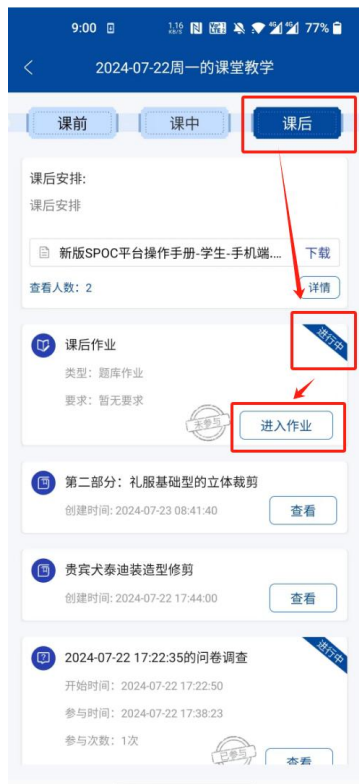 9:00 1.16 KB/S 4G 4G 77%
2024-07-22周一的课堂教学
课前 课中 课后
课后安排:
课后安排
新版SPOC平台操作手册-学生-手机端.... 下载
查看人数：2 详情
进行中
课后作业
类型：题库作业
要求：暂无要求
未参与 进入作业
第二部分：礼服基础型的立体裁剪
创建时间: 2024-07-23 08:41:40 查看
贵宾犬泰迪装造型修剪
创建时间: 2024-07-22 17:44:00 查看
进行中
2024-07-22 17:22:35的问卷调查
开始时间：2024-07-22 17:22:50
参与时间：2024-07-22 17:38:23
参与次数：1次
已参与 查看